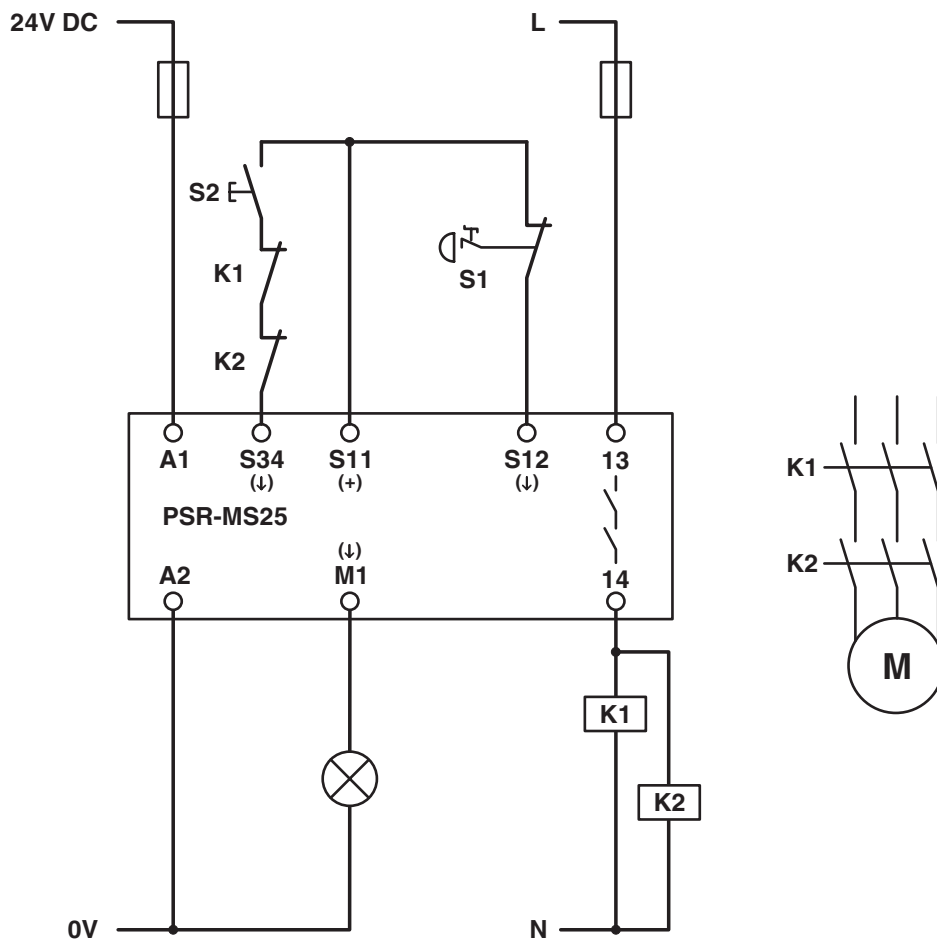 24V DC
L
S2
K1
S1
K2
A1 S34 S11 S12 13
(↓) (+) (↓)
PSR-MS25
(↓)
A2 M1 14
K1
K2
M
K1
K2
0V
N